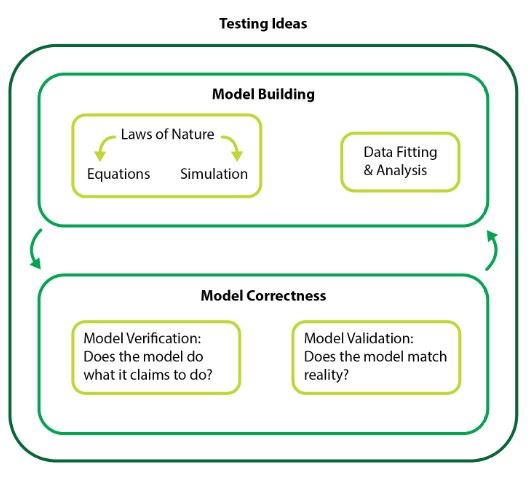 Testing Ideas
Model Building
Laws of Nature
Equations
Simulation
Data Fitting
& Analysis
Model Correctness
Model Verification:
Does the model do
what it claims to do?
Model Validation:
Does the model match
reality?